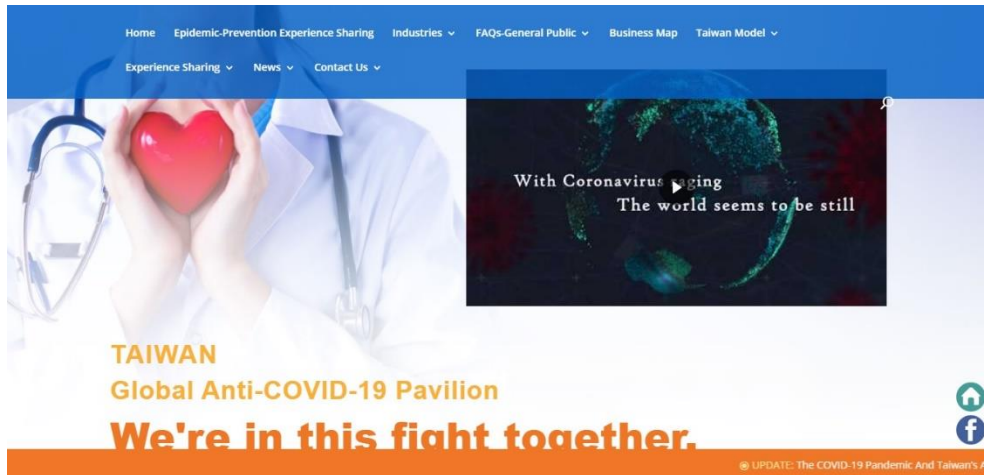 Home Epidemic-Prevention Experience Sharing Industries FAQs-General Public Business Map Taiwan Model
Experience Sharing News Contact Us
With Coronavirus raging
The world seems to be still
TAIWAN
Global Anti-COVID-19 Pavilion
We're in this fight together.
UPDATE: The COVID-19 Pandemic And Taiwan's A